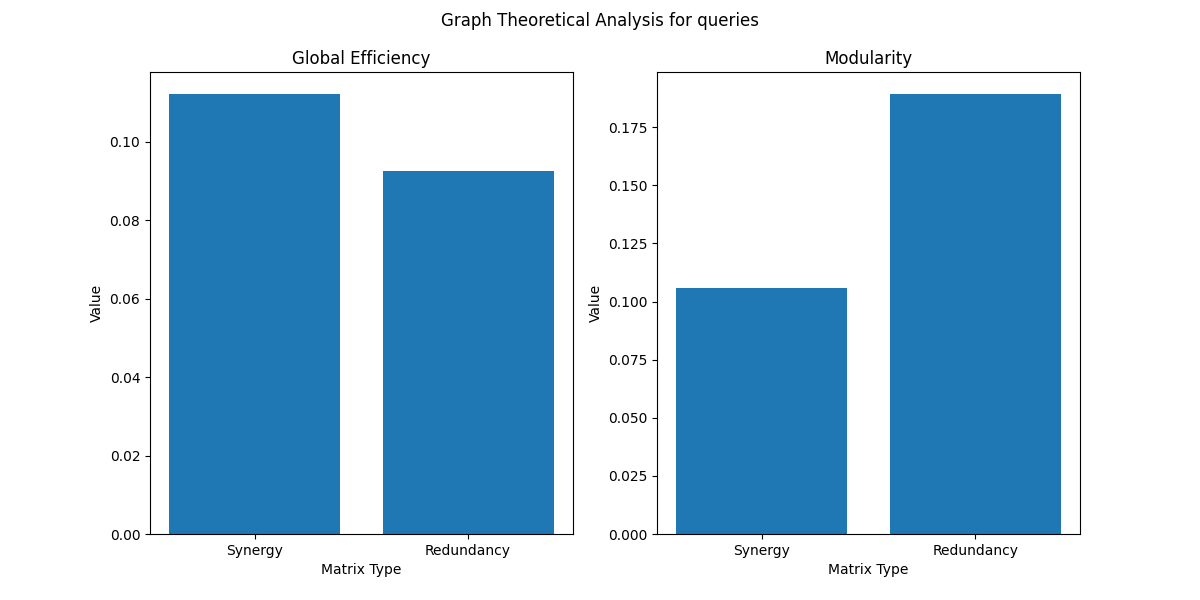 Graph Theoretical Analysis for queries
Global Efficiency
Value
0.10
0.08
0.06
0.04
0.02
0.00
Synergy
Redundancy
Matrix Type
Modularity
Value
0.175
0.150
0.125
0.100
0.075
0.050
0.025
0.000
Synergy
Redundancy
Matrix Type